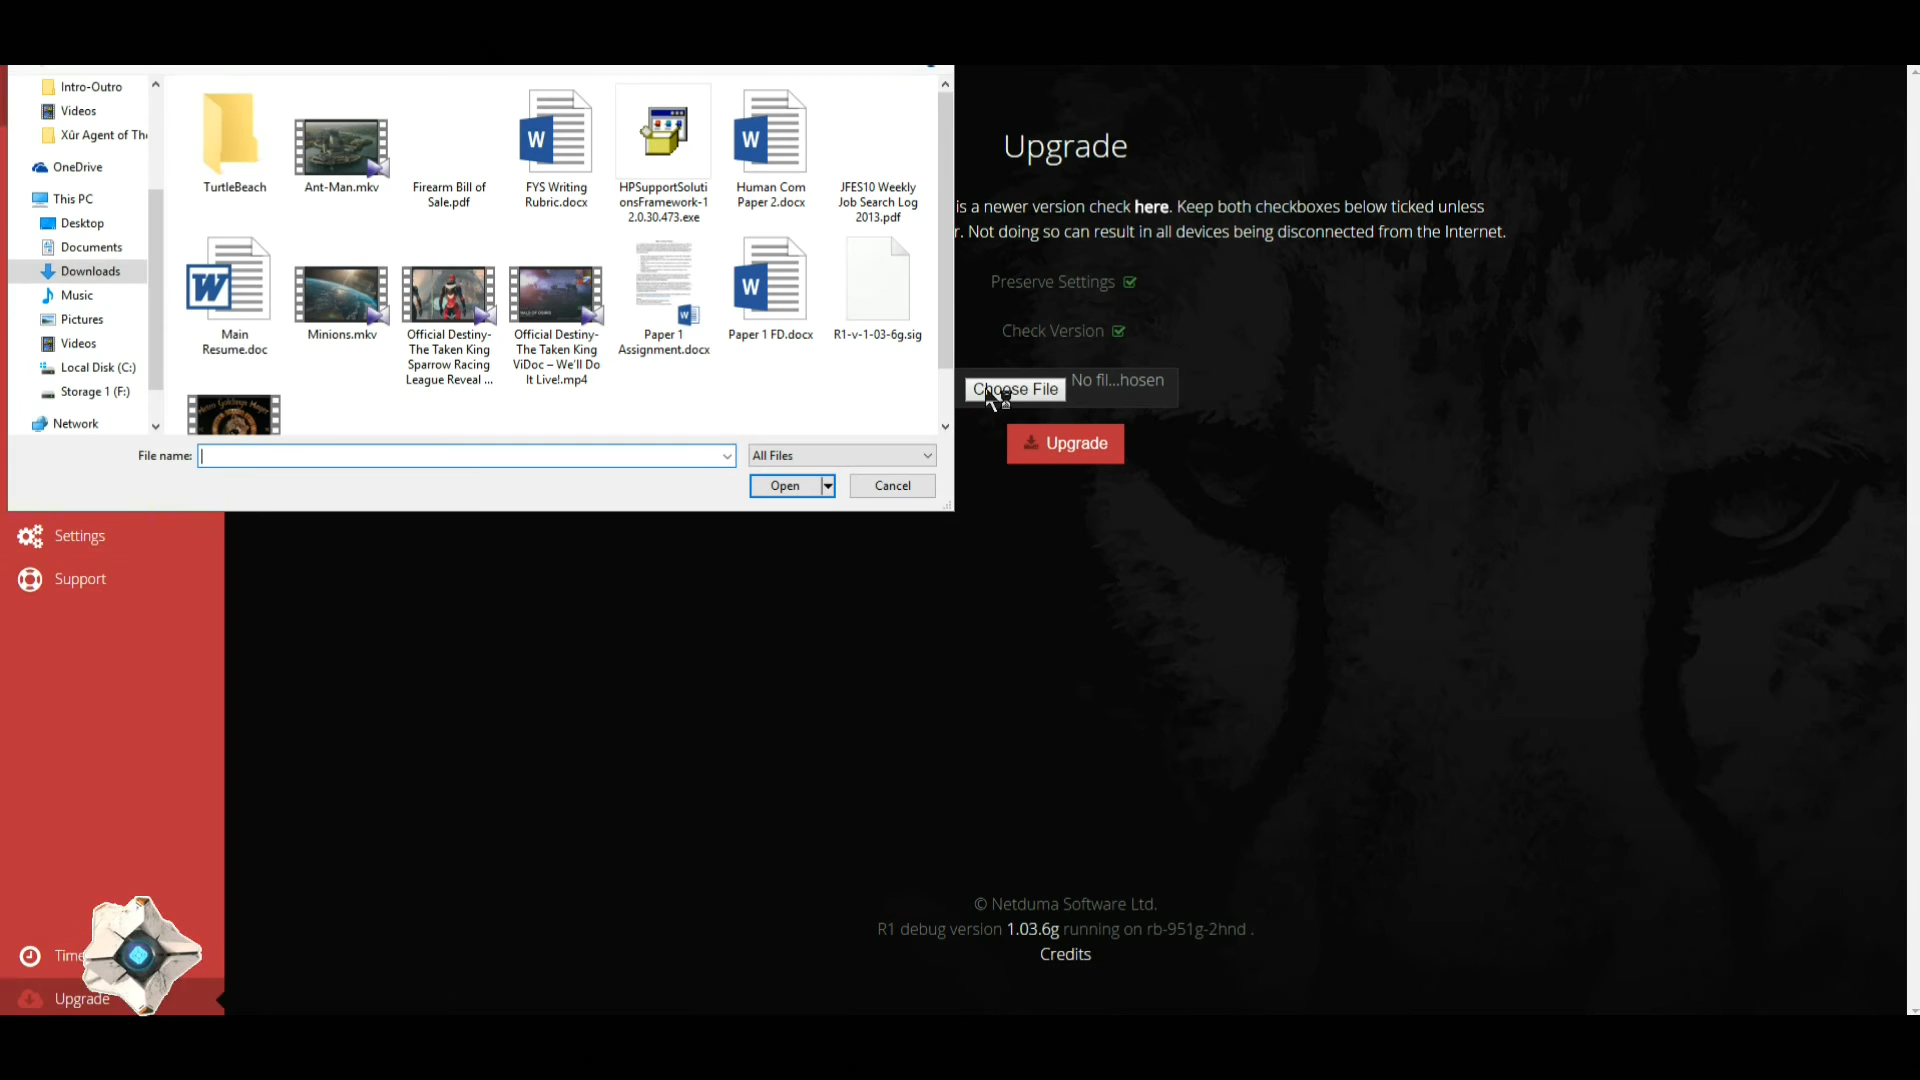 Intro-Outro
Videos
Xûr Agent of Th
OneDrive
This PC
Desktop
Documents
Downloads
Music
Pictures
Videos
Local Disk (C:)
Storage 1 (F:)
Network
TurtleBeach
Ant-Man.mkv
Firearm Bill of
Sale.pdf
FYS Writing
Rubric.docx
HPSupportSoluti
onsFramework-1
2.0.30.473.exe
Human Com
Paper 2.docx
JFES10 Weekly
Job Search Log
2013.pdf
Main
Resume.doc
Minions.mkv
Official Destiny-
The Taken King
Sparrow Racing
League Reveal ...
Official Destiny-
The Taken King
ViDoc – We'll Do
It Live!.mp4
Paper 1
Assignment.docx
Paper 1 FD.docx
R1-v-1-03-6g.sig
File name:
All Files
Open
Cancel
Upgrade
is a newer version check here. Keep both checkboxes below ticked unless
r. Not doing so can result in all devices being disconnected from the Internet.
Preserve Settings
Check Version
Choose File
No fil...hosen
Upgrade
Settings
Support
Time
Upgrade
© Netduma Software Ltd.
R1 debug version 1.03.6g running on rb-951g-2hnd .
Credits